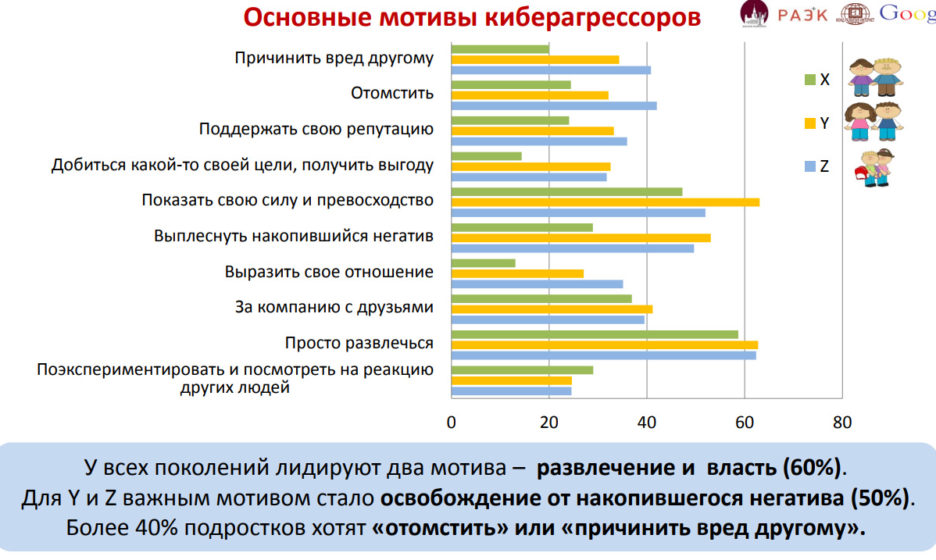 Основные мотивы киберагрессоров
РАЭК
Goog
Причинить вред другому
Отомстить
Поддержать свою репутацию
Добиться какой-то своей цели, получить выгоду
Показать свою силу и превосходство
Выплеснуть накопившийся негатив
Выразить свое отношение
За компанию с друзьями
Просто развлечься
Поэкспериментировать и посмотреть на реакцию
других людей
X
Y
Z
0 20 40 60 80
У всех поколений лидируют два мотива – развлечение и власть (60%).
Для Y и Z важным мотивом стало освобождение от накопившегося негатива (50%).
Более 40% подростков хотят «отомстить» или «причинить вред другому».